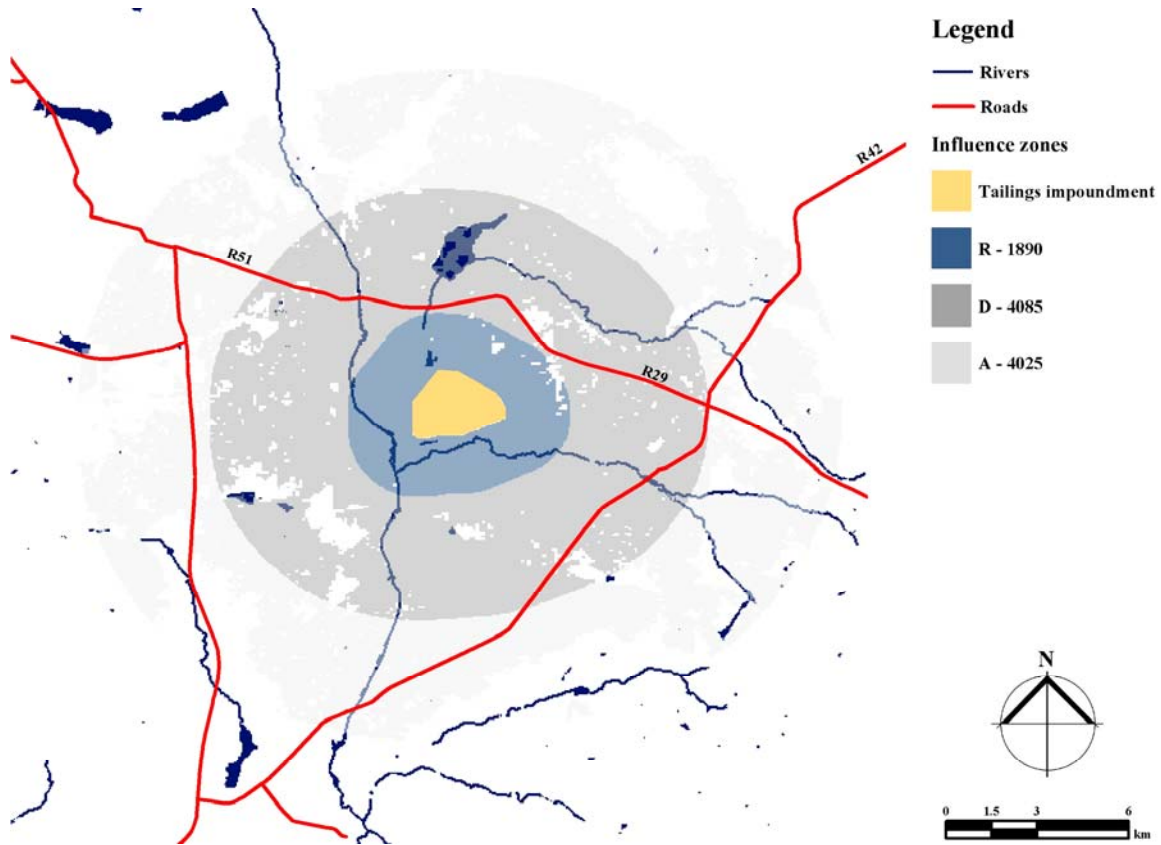 Legend
Rivers
Roads
Influence zones
Tailings impoundment
R - 1890
D - 4085
A - 4025
R42
R51
R29
N
0 1.5 3 6
km